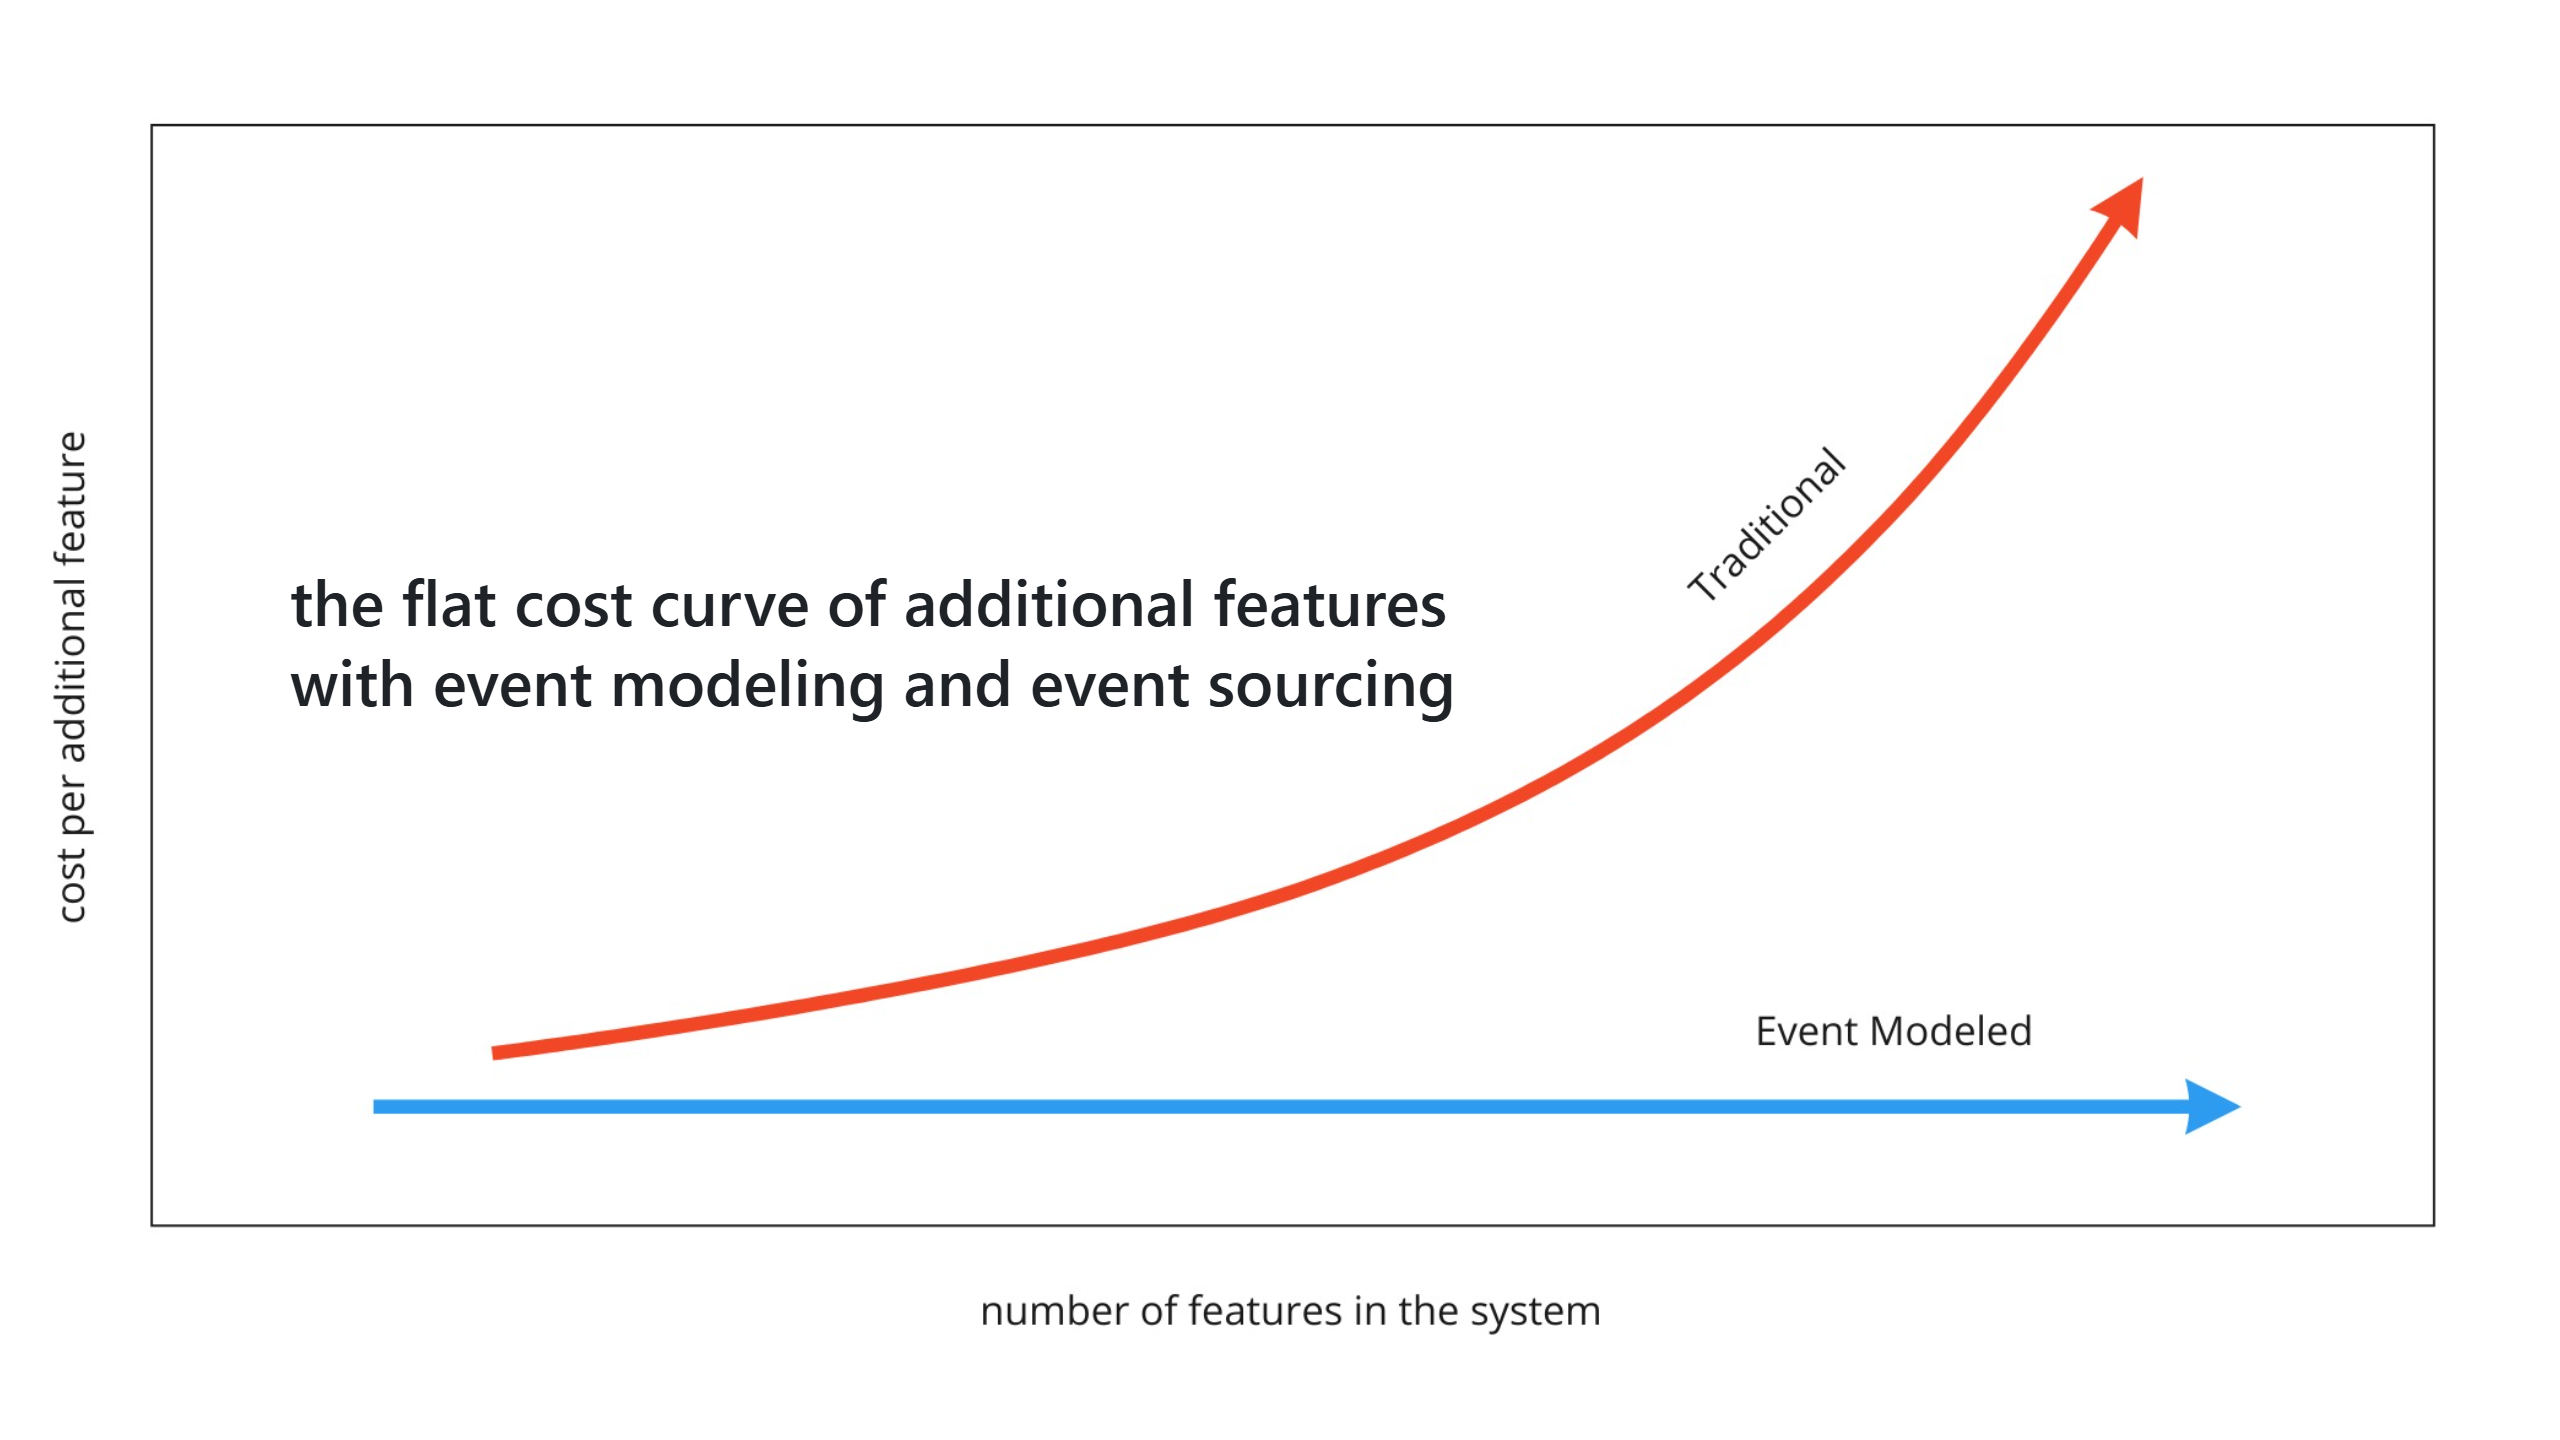 cost per additional feature
the flat cost curve of additional features
with event modeling and event sourcing
Traditional
Event Modeled
number of features in the system